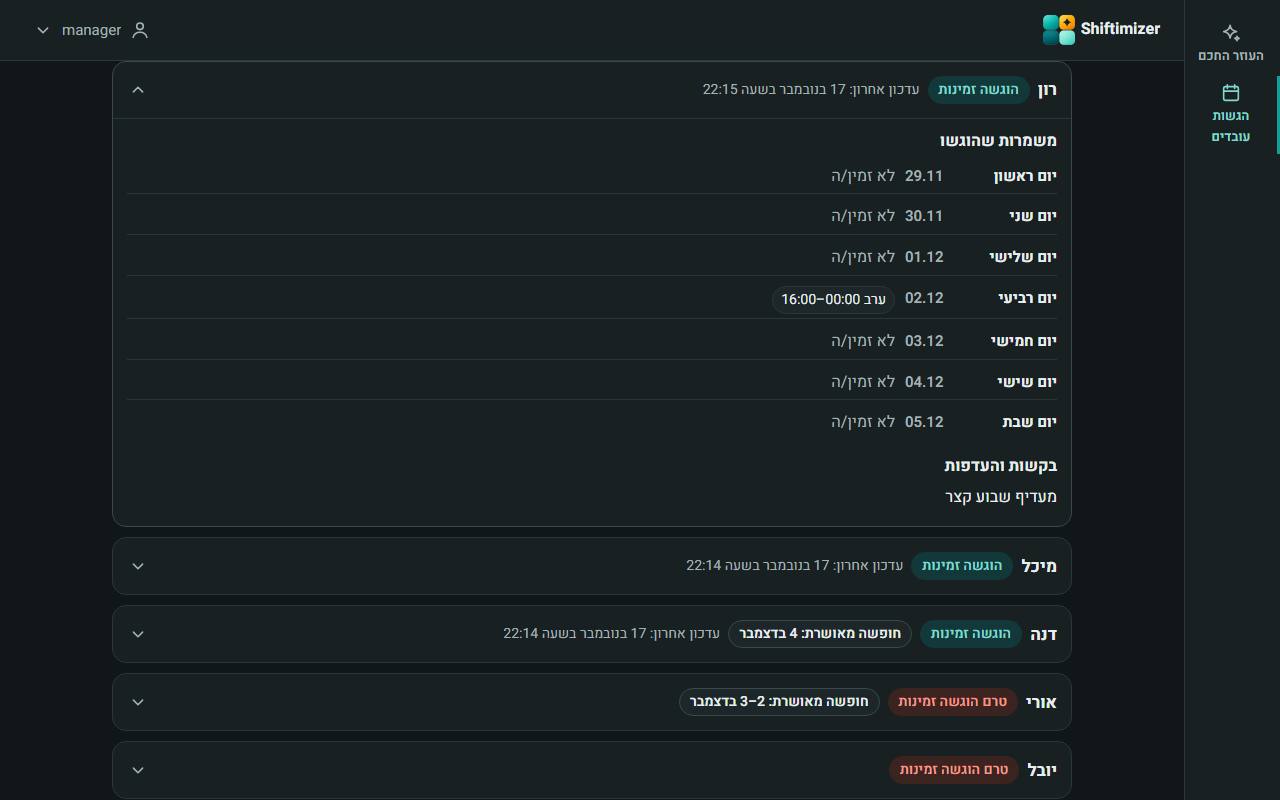 Shiftimizer
manager
העוזר החכם
הגשות
עובדים
רון הוגשה זמינות עדכון אחרון: 17 בנובמבר בשעה 22:15
משמרות שהוגשו
יום ראשון 29.11 לא זמין/ה
יום שני 30.11 לא זמין/ה
יום שלישי 01.12 לא זמין/ה
יום רביעי 02.12 ערב 16:00–00:00
יום חמישי 03.12 לא זמין/ה
יום שישי 04.12 לא זמין/ה
יום שבת 05.12 לא זמין/ה
בקשות והעדפות
מעדיף שבוע קצר
מיכל הוגשה זמינות עדכון אחרון: 17 בנובמבר בשעה 22:14
דנה הוגשה זמינות חופשה מאושרת: 4 בדצמבר עדכון אחרון: 17 בנובמבר בשעה 22:14
אורי טרם הוגשה זמינות חופשה מאושרת: 2–3 בדצמבר
יובל טרם הוגשה זמינות